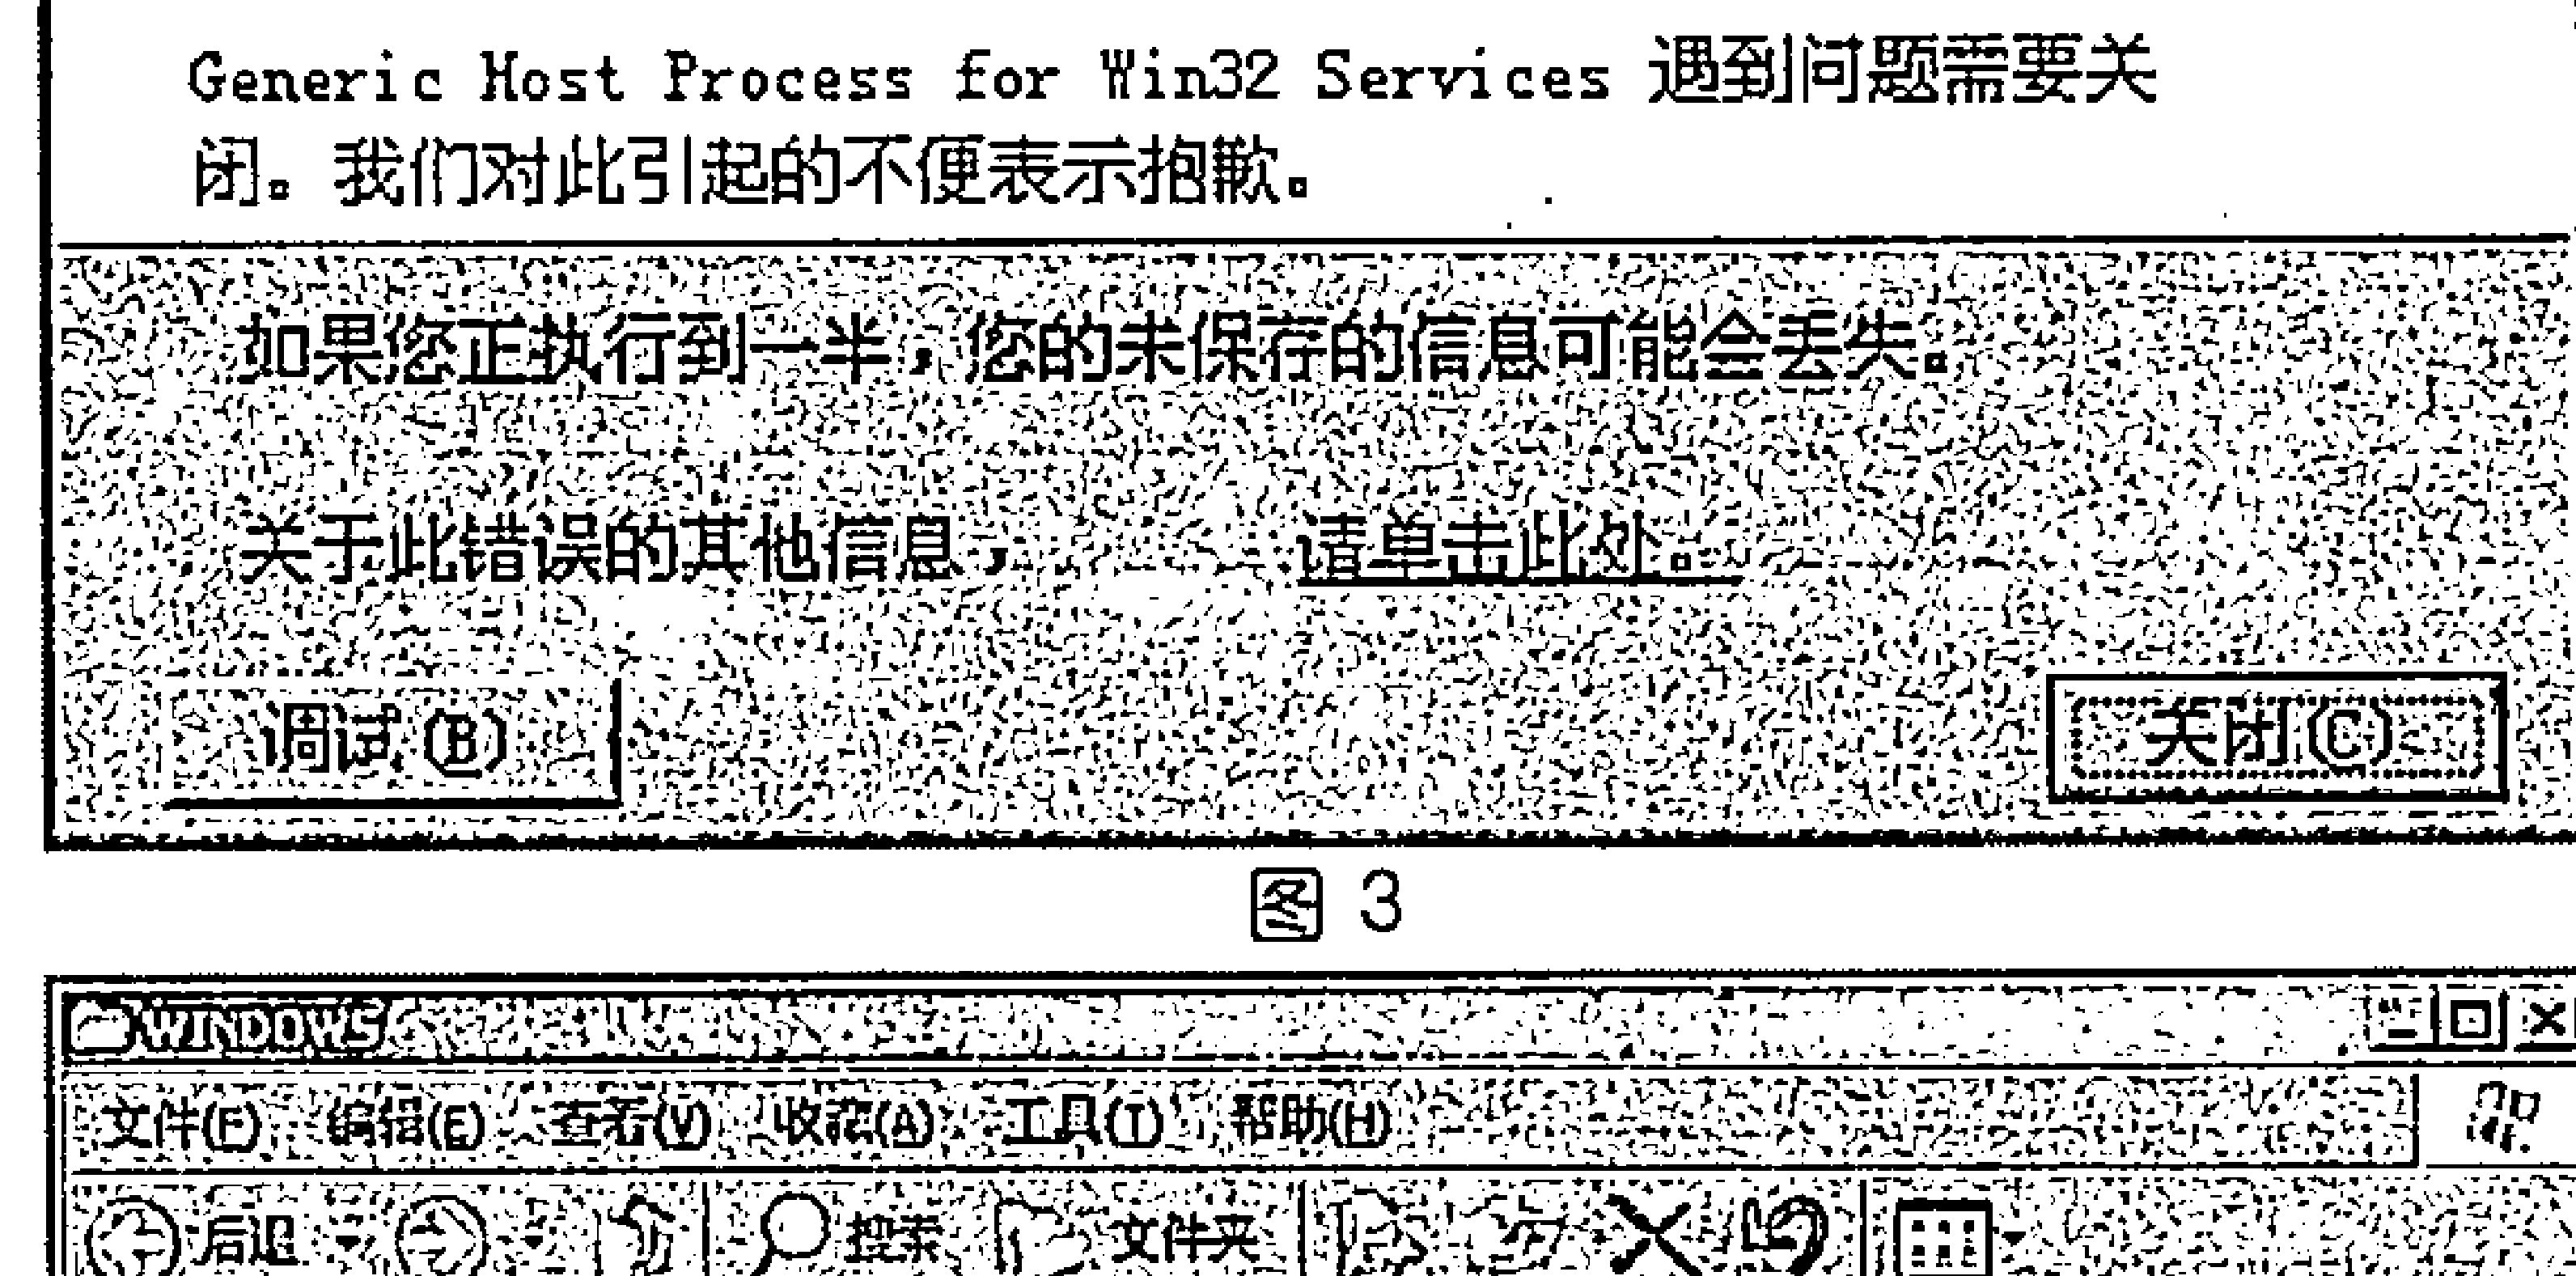 Generic Host Process for Win32 Services 遇到问题需要关
闭。我们对此引起的不便表示抱歉。
如果您正执行到一半，您的未保存的信息可能会丢失。
关于此错误的其他信息， 请单击此处。
调试(B) 关闭(C)
图 3
WINDOWS
文件(F) 编辑(E) 查看(V) 收藏(A) 工具(T) 帮助(H)
后退 搜索 文件夹